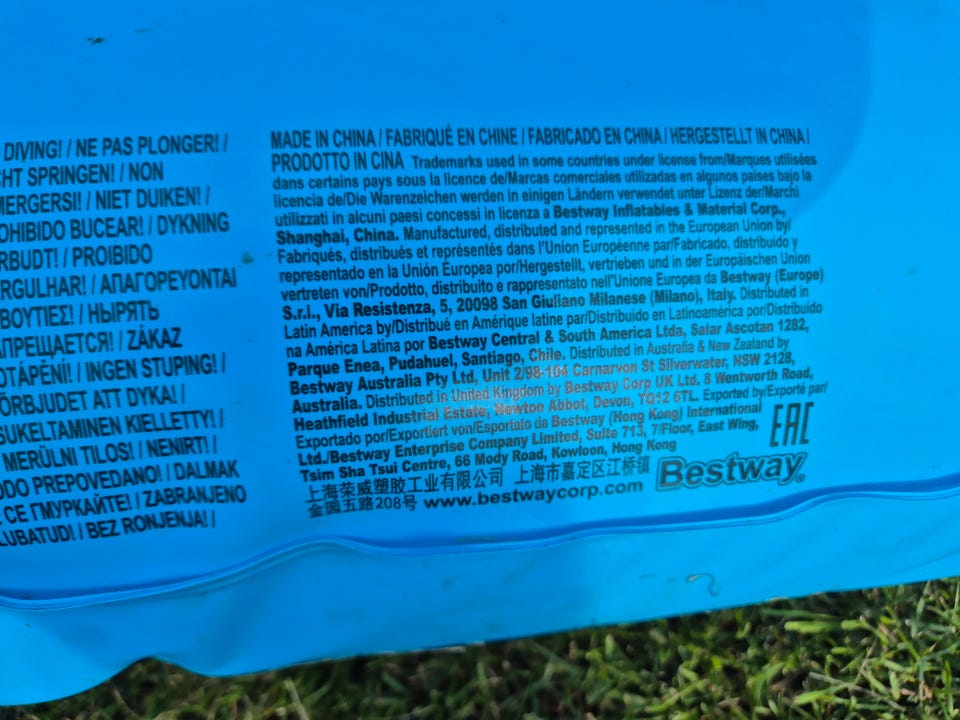 DIVING! / NE PAS PLONGER! /
CHT SPRINGEN! / NON
MERGERSI! / NIET DUIKEN! /
OHIBIDO BUCEAR! / DYKNING
RBUDT! / PROIBIDO
ERGULHAR! / ΑΠΑΓΟΡΕΥΟΝΤΑΙ
ΒΟΥΤΙΕΣ! / НЫРЯТЬ
АПРЕЩАЕТСЯ! / ZÁKAZ
OTÁPĚNÍ! / INGEN STUPING! /
ÖRBJUDET ATT DYKA! /
SUKELTAMINEN KIELLETTY! /
MERÜLNI TILOS! / NENIRT! /
ODO PREPOVEDANO! / DALMAK
СЕ ГМУРКАЙТЕ! / ZABRANJENO
LUBATUD! / BEZ RONJENJA! /
MADE IN CHINA / FABRIQUÉ EN CHINE / FABRICADO EN CHINA / HERGESTELLT IN CHINA /
PRODOTTO IN CINA Trademarks used in some countries under license from/Marques utilisées
dans certains pays sous la licence de/Marcas comerciales utilizadas en algunos países bajo la
licencia de/Die Warenzeichen werden in einigen Ländern verwendet unter Lizenz der/Marchi
utilizzati in alcuni paesi concessi in licenza a Bestway Inflatables & Material Corp.,
Shanghai, China. Manufactured, distributed and represented in the European Union by/
Fabriqués, distribués et représentés dans l'Union Européenne par/Fabricado, distribuido y
representado en la Unión Europea por/Hergestellt, vertrieben und in der Europäischen Union
vertreten von/Prodotto, distribuito e rappresentato nell'Unione Europea da Bestway (Europe)
S.r.l., Via Resistenza, 5, 20098 San Giuliano Milanese (Milano), Italy. Distributed in
Latin America by/Distribué en Amérique latine par/Distribuido en Latinoamérica por/Distribuído
na América Latina por Bestway Central & South America Ltda, Salar Ascotan 1282,
Parque Enea, Pudahuel, Santiago, Chile. Distributed in Australia & New Zealand by
Bestway Australia Pty Ltd, Unit 2/98-104 Carnarvon St Silverwater, NSW 2128,
Australia. Distributed in United Kingdom by Bestway Corp UK Ltd. 8 Wentworth Road,
Heathfield Industrial Estate, Newton Abbot, Devon, TQ12 6TL. Exported by/Exporté par/
Exportado por/Exportiert von/Esportato da Bestway (Hong Kong) International
Ltd./Bestway Enterprise Company Limited, Suite 713, 7/Floor, East Wing,
Tsim Sha Tsui Centre, 66 Mody Road, Kowloon, Hong Kong
上海荣威塑胶工业有限公司 上海市嘉定区江桥镇
金园五路208号 www.bestwaycorp.com
EAC
Bestway®